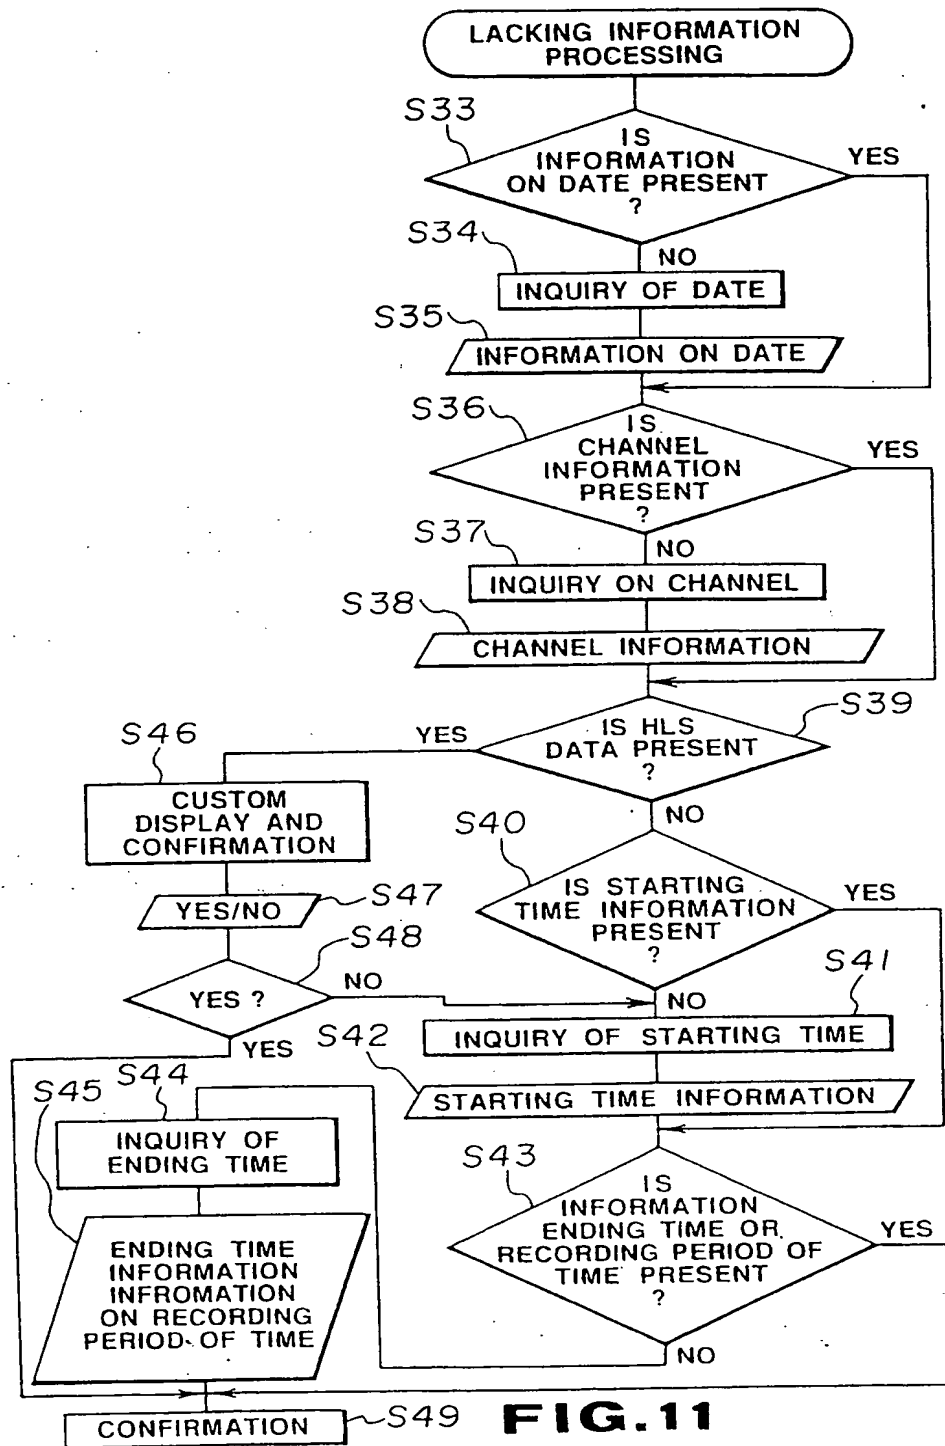 LACKING INFORMATION
PROCESSING
S33
IS
INFORMATION
ON DATE PRESENT
?
YES
S34
NO
INQUIRY OF DATE
S35
INFORMATION ON DATE
S36
IS
CHANNEL
INFORMATION
PRESENT
?
YES
S37
NO
INQUIRY ON CHANNEL
S38
CHANNEL INFORMATION
S39
IS HLS
DATA PRESENT
?
YES
NO
S46
CUSTOM
DISPLAY AND
CONFIRMATION
S40
IS STARTING
TIME INFORMATION
PRESENT
?
YES
S47
YES/NO
S48
YES ?
NO
YES
S41
NO
INQUIRY OF STARTING TIME
S42
STARTING TIME INFORMATION
S44
INQUIRY OF
ENDING TIME
S43
IS
INFORMATION
ENDING TIME OR
RECORDING PERIOD OF
TIME PRESENT
?
YES
NO
S45
ENDING TIME
INFORMATION
INFROMATION
ON RECORDING
PERIOD OF TIME
CONFIRMATION
S49
FIG.11